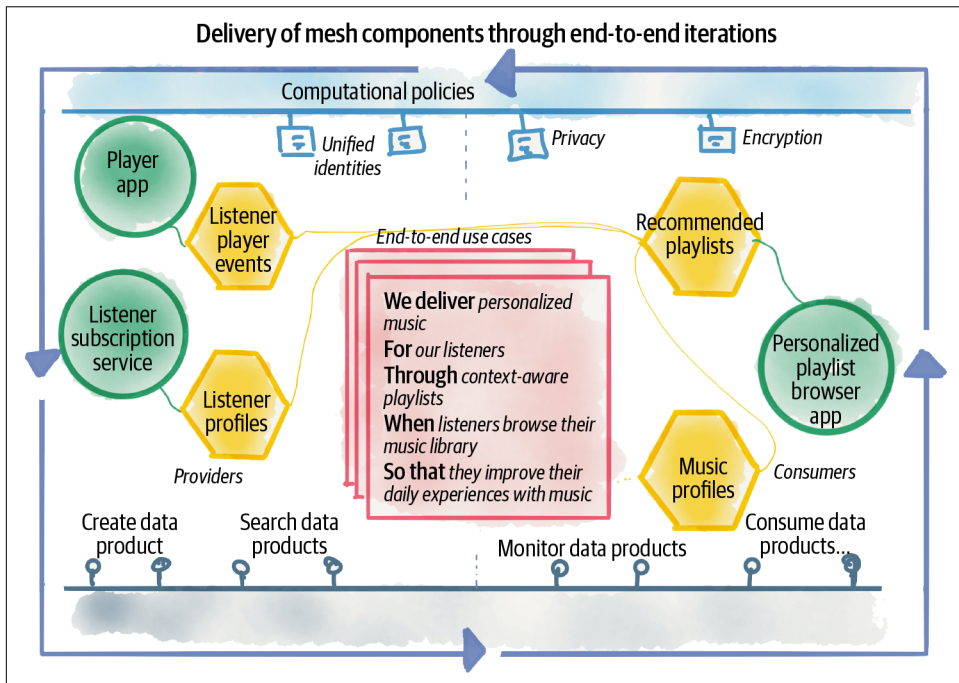 Delivery of mesh components through end-to-end iterations
Computational policies
Unified
identities
Privacy
Encryption
Player
app
Listener
player
events
End-to-end use cases
Recommended
playlists
We deliver personalized
music
For our listeners
Through context-aware
playlists
When listeners browse their
music library
So that they improve their
daily experiences with music
Listener
subscription
service
Personalized
playlist
browser
app
Listener
profiles
Music
profiles
Providers
Consumers
Create data
product
Search data
products
Monitor data products
Consume data
products...